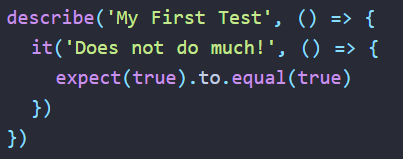 describe('My First Test', () => {
  it('Does not do much!', () => {
    expect(true).to.equal(true)
  })
})